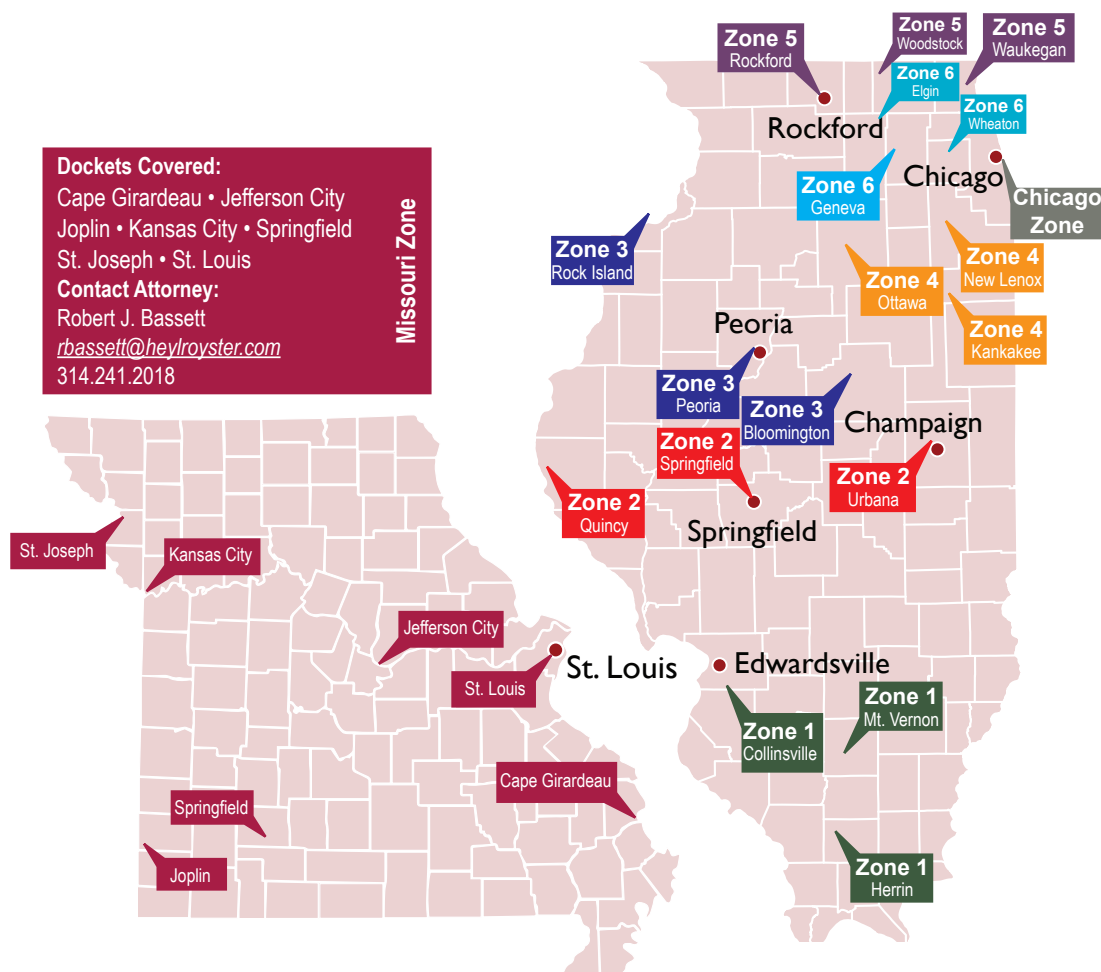 Zone 5
Rockford
Zone 5
Woodstock
Zone 5
Waukegan
Zone 6
Elgin
Zone 6
Wheaton
Rockford
Chicago
Zone 6
Geneva
Chicago
Zone
Dockets Covered:
Cape Girardeau • Jefferson City
Joplin • Kansas City • Springfield
St. Joseph • St. Louis
Contact Attorney:
Robert J. Bassett
rbassett@heylroyster.com
314.241.2018
Missouri Zone
Zone 3
Rock Island
Zone 4
New Lenox
Zone 4
Ottawa
Zone 4
Kankakee
Peoria
Zone 3
Peoria
Zone 3
Bloomington
Champaign
Zone 2
Springfield
Zone 2
Urbana
Zone 2
Quincy
Springfield
St. Joseph
Kansas City
Jefferson City
St. Louis
St. Louis
Edwardsville
Zone 1
Mt. Vernon
Zone 1
Collinsville
Cape Girardeau
Springfield
Joplin
Zone 1
Herrin